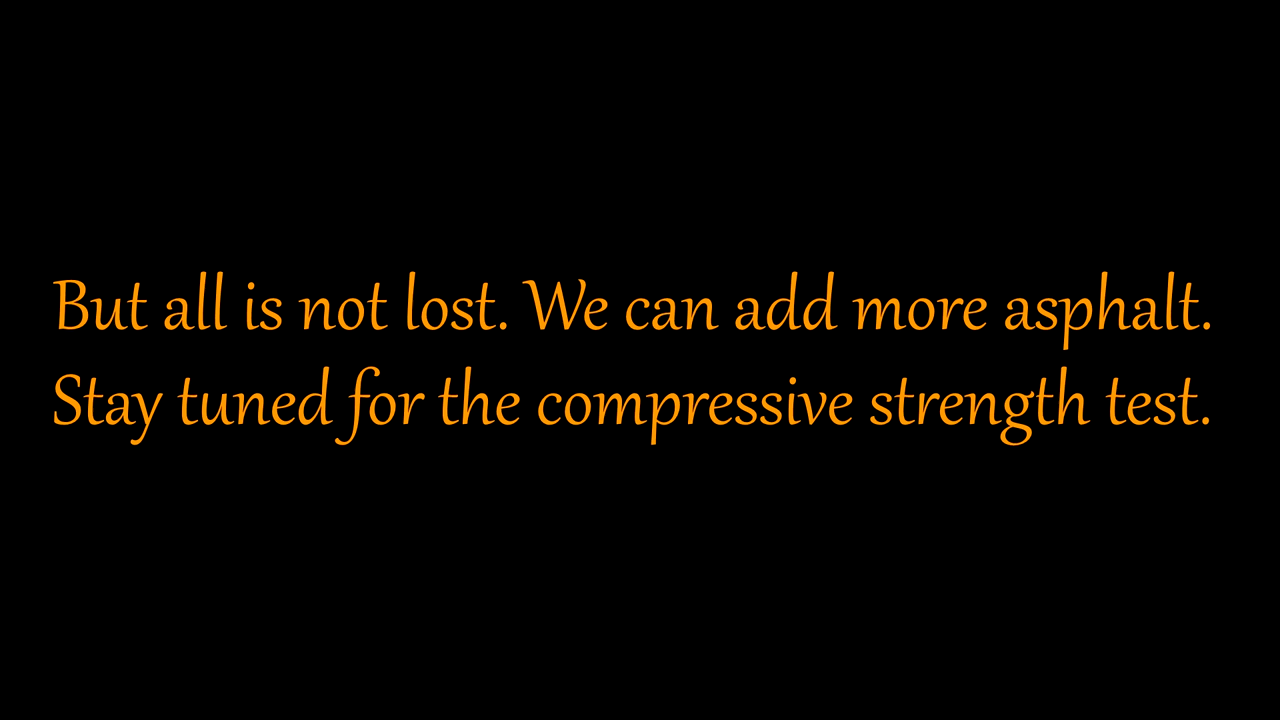 But all is not lost. We can add more asphalt.
Stay tuned for the compressive strength test.